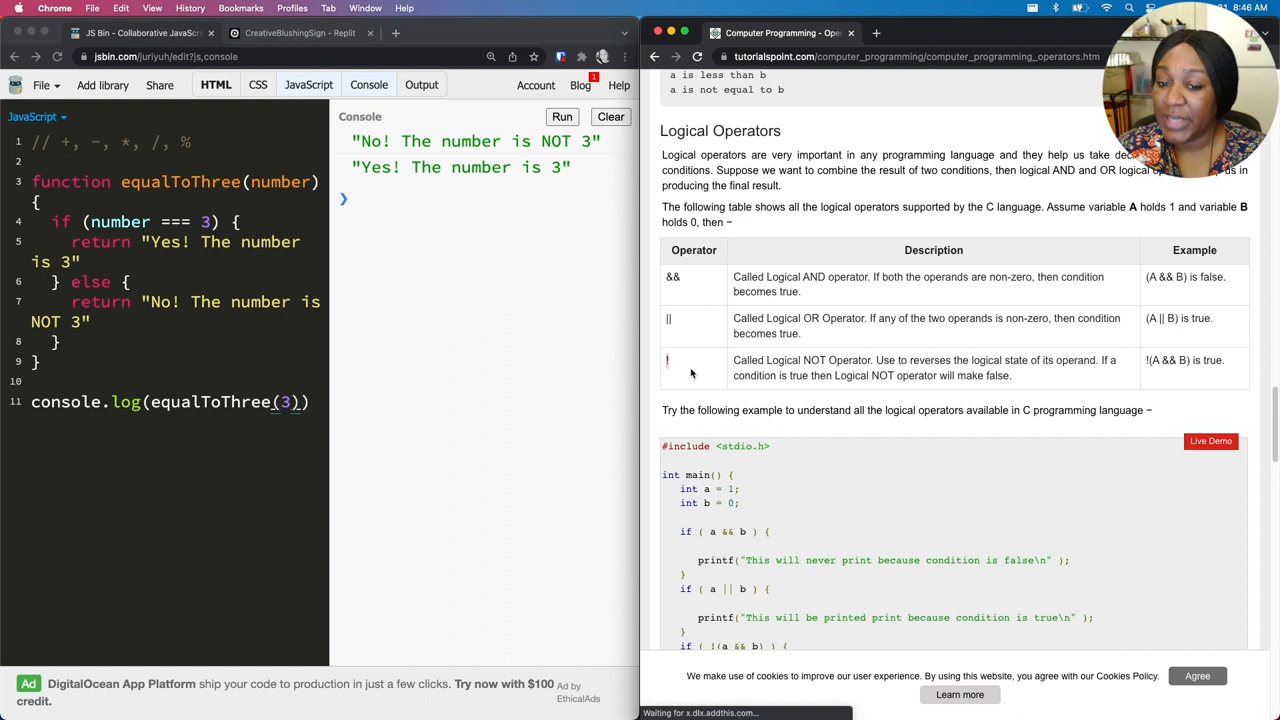 Chrome File Edit View History Bookmarks Profiles Tab Window Help
8:46 AM
JS Bin - Collaborative JavaScri
CreativeBlushingSign - Replit
jsbin.com/juriyuh/edit?js,console
File Add library Share HTML CSS JavaScript Console Output Account Blog 1 Help
JavaScript
1 // +, -, *, /, %
2
3 function equalToThree(number)
{
4 if (number === 3) {
5 return "Yes! The number
is 3"
6 } else {
7 return "No! The number is
NOT 3"
8 }
9 }
10
11 console.log(equalToThree(3))
Console Run Clear
"No! The number is NOT 3"
"Yes! The number is 3"
Ad DigitalOcean App Platform ship your code to production in just a few clicks. Try now with $100
credit.
Ad by
EthicalAds
Computer Programming - Ope
tutorialspoint.com/computer_programming/computer_programming_operators.htm
a is less than b
a is not equal to b
Logical Operators
Logical operators are very important in any programming language and they help us take dec
conditions. Suppose we want to combine the result of two conditions, then logical AND and OR logical us in
producing the final result.
The following table shows all the logical operators supported by the C language. Assume variable A holds 1 and variable B
holds 0, then −
Operator Description Example
&& Called Logical AND operator. If both the operands are non-zero, then condition
becomes true.
(A && B) is false.
|| Called Logical OR Operator. If any of the two operands is non-zero, then condition
becomes true.
(A || B) is true.
! Called Logical NOT Operator. Use to reverses the logical state of its operand. If a
condition is true then Logical NOT operator will make false.
!(A && B) is true.
Try the following example to understand all the logical operators available in C programming language −
Live Demo
#include <stdio.h>
int main() {
int a = 1;
int b = 0;
if ( a && b ) {
printf("This will never print because condition is false\n" );
}
if ( a || b ) {
printf("This will be printed print because condition is true\n" );
}
if ( !(a && b) ) {
We make use of cookies to improve our user experience. By using this website, you agree with our Cookies Policy. Agree
Learn more
Waiting for x.dlx.addthis.com...